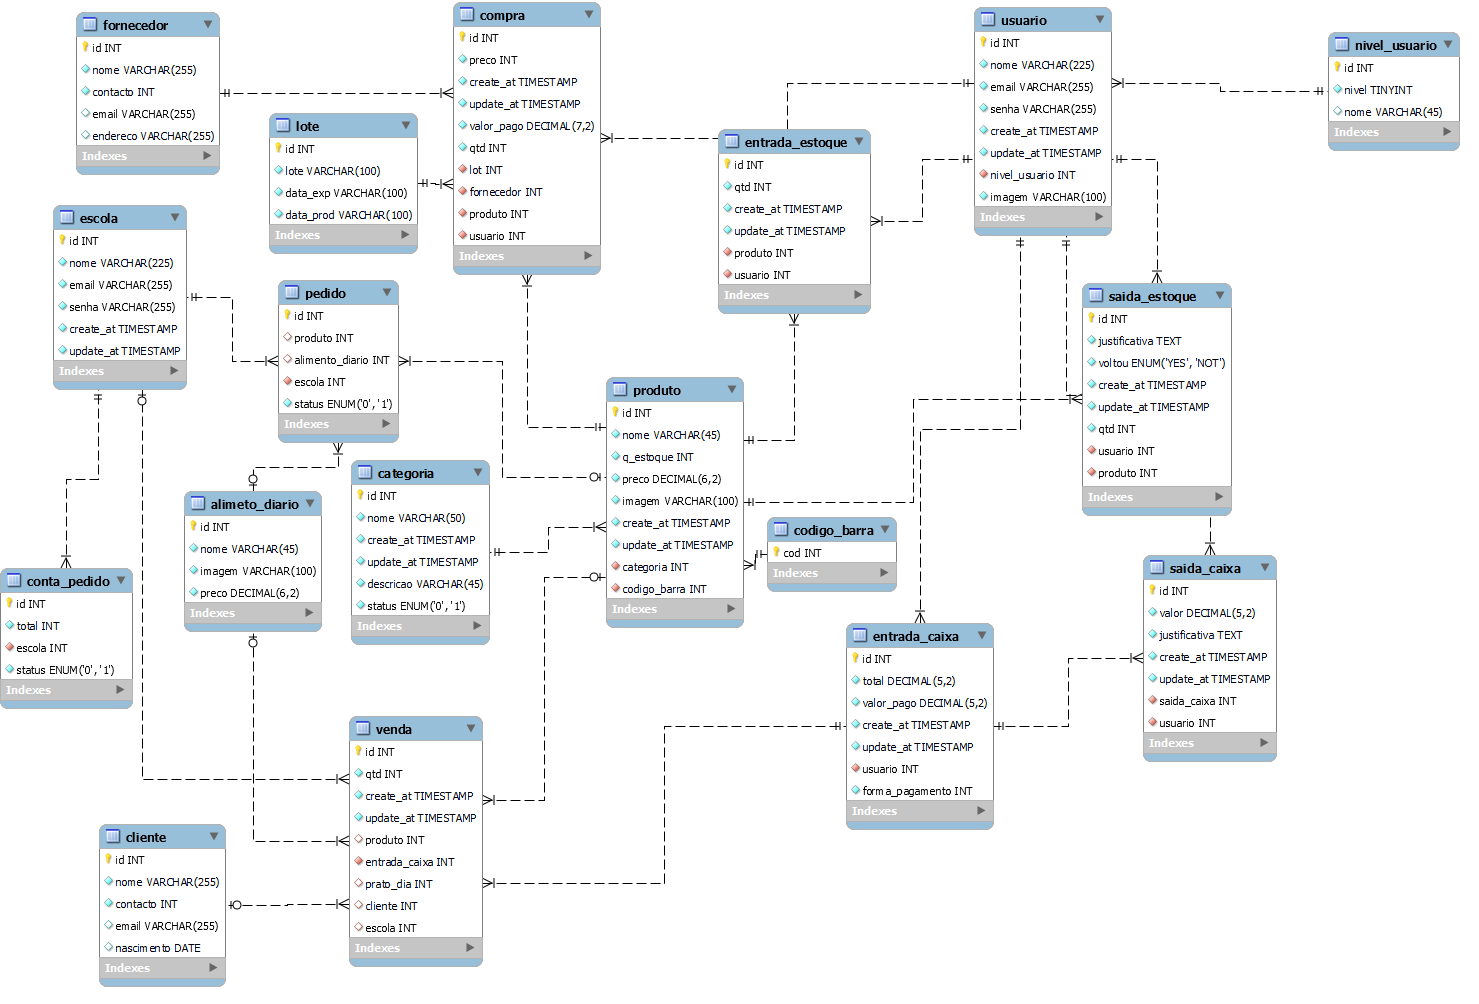 fornecedor
id INT
nome VARCHAR(255)
contacto INT
email VARCHAR(255)
endereco VARCHAR(255)
Indexes
compra
id INT
preco INT
create_at TIMESTAMP
update_at TIMESTAMP
valor_pago DECIMAL(7,2)
qtd INT
lot INT
fornecedor INT
produto INT
usuario INT
Indexes
usuario
id INT
nome VARCHAR(225)
email VARCHAR(255)
senha VARCHAR(255)
create_at TIMESTAMP
update_at TIMESTAMP
nivel_usuario INT
imagem VARCHAR(100)
Indexes
nivel_usuario
id INT
nivel TINYINT
nome VARCHAR(45)
Indexes
lote
id INT
lote VARCHAR(100)
data_exp VARCHAR(100)
data_prod VARCHAR(100)
Indexes
entrada_estoque
id INT
qtd INT
create_at TIMESTAMP
update_at TIMESTAMP
produto INT
usuario INT
Indexes
escola
id INT
nome VARCHAR(225)
email VARCHAR(255)
senha VARCHAR(255)
create_at TIMESTAMP
update_at TIMESTAMP
Indexes
pedido
id INT
produto INT
alimento_diario INT
escola INT
status ENUM('0', '1')
Indexes
saida_estoque
id INT
justificativa TEXT
voltou ENUM('YES', 'NOT')
create_at TIMESTAMP
update_at TIMESTAMP
qtd INT
usuario INT
produto INT
Indexes
produto
id INT
nome VARCHAR(45)
q_estoque INT
preco DECIMAL(6,2)
imagem VARCHAR(100)
create_at TIMESTAMP
update_at TIMESTAMP
categoria INT
codigo_barra INT
Indexes
categoria
id INT
nome VARCHAR(50)
create_at TIMESTAMP
update_at TIMESTAMP
descricao VARCHAR(45)
status ENUM('0', '1')
Indexes
alimeto_diario
id INT
nome VARCHAR(45)
imagem VARCHAR(100)
preco DECIMAL(6,2)
Indexes
codigo_barra
cod INT
Indexes
conta_pedido
id INT
total INT
escola INT
status ENUM('0', '1')
Indexes
saida_caixa
id INT
valor DECIMAL(5,2)
justificativa TEXT
create_at TIMESTAMP
update_at TIMESTAMP
saida_caixa INT
usuario INT
Indexes
entrada_caixa
id INT
total DECIMAL(5,2)
valor_pago DECIMAL(5,2)
create_at TIMESTAMP
update_at TIMESTAMP
usuario INT
forma_pagamento INT
Indexes
venda
id INT
qtd INT
create_at TIMESTAMP
update_at TIMESTAMP
produto INT
entrada_caixa INT
prato_dia INT
cliente INT
escola INT
Indexes
cliente
id INT
nome VARCHAR(255)
contacto INT
email VARCHAR(255)
nascimento DATE
Indexes